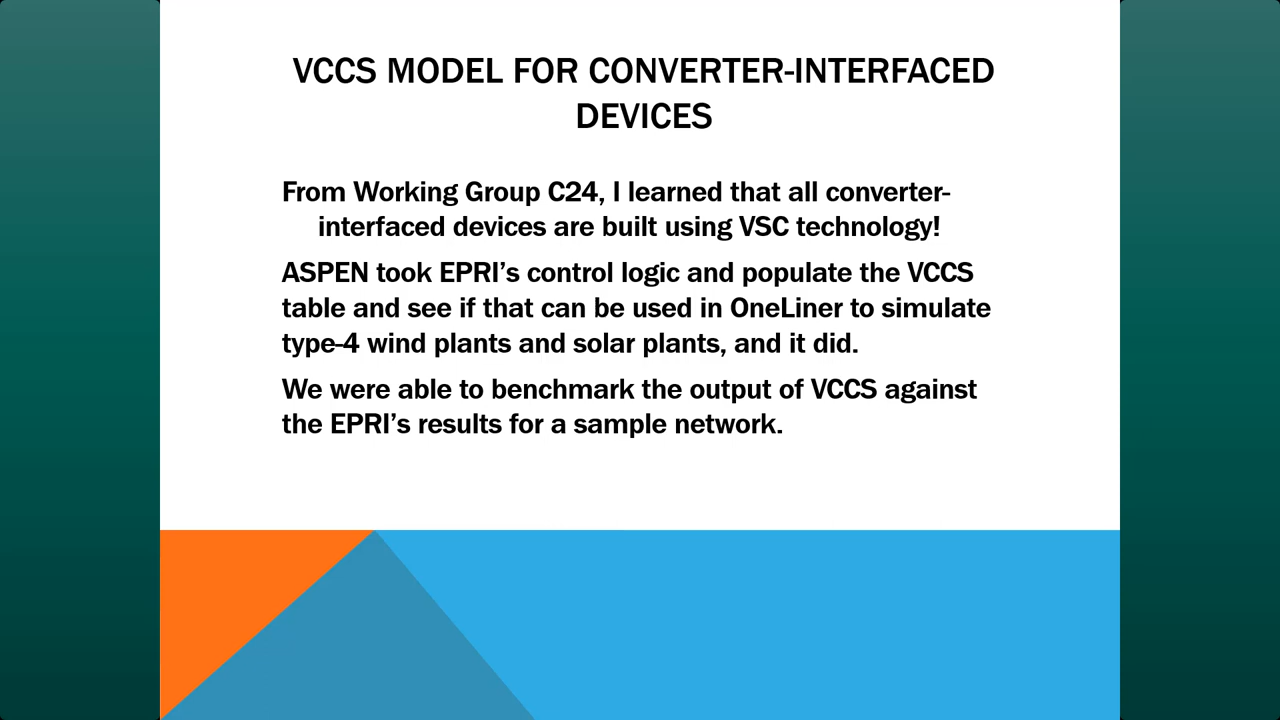 VCCS MODEL FOR CONVERTER-INTERFACED
DEVICES
From Working Group C24, I learned that all converter-
interfaced devices are built using VSC technology!
ASPEN took EPRI’s control logic and populate the VCCS
table and see if that can be used in OneLiner to simulate
type-4 wind plants and solar plants, and it did.
We were able to benchmark the output of VCCS against
the EPRI’s results for a sample network.